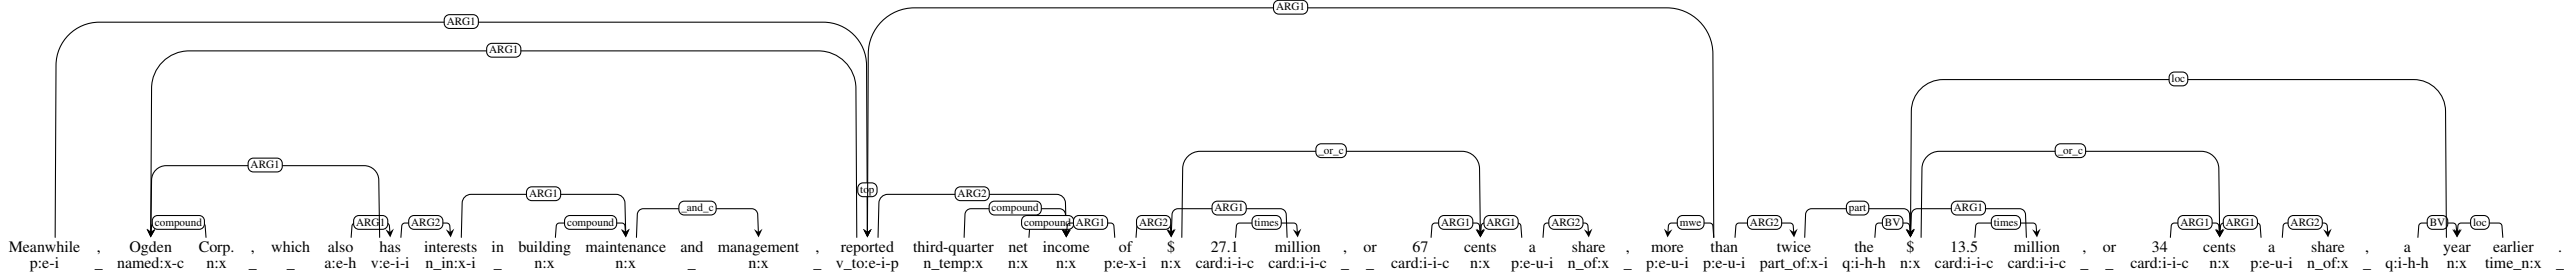 ARG1
ARG1
ARG1
loc
ARG1
_or_c
_or_c
top
ARG1
ARG2
_and_c
compound
ARG1
part
ARG1
compound
ARG1
ARG2
compound
compound
ARG1
ARG2
times
ARG1
ARG1
ARG2
mwe
ARG2
BV
times
ARG1
ARG1
ARG2
BV
loc
Meanwhile , Ogden Corp. , which also has interests in building maintenance and management , reported third-quarter net income of $ 27.1 million , or 67 cents a share , more than twice the $ 13.5 million , or 34 cents a share , a year earlier .
p:e-i _ named:x-c n:x _ _ a:e-h v:e-i-i n_in:x-i _ n:x n:x _ n:x _ v_to:e-i-p n_temp:x n:x n:x p:e-x-i n:x card:i-i-c card:i-i-c _ _ card:i-i-c n:x p:e-u-i n_of:x _ p:e-u-i p:e-u-i part_of:x-i q:i-h-h n:x card:i-i-c card:i-i-c _ _ card:i-i-c n:x p:e-u-i n_of:x _ q:i-h-h n:x time_n:x _